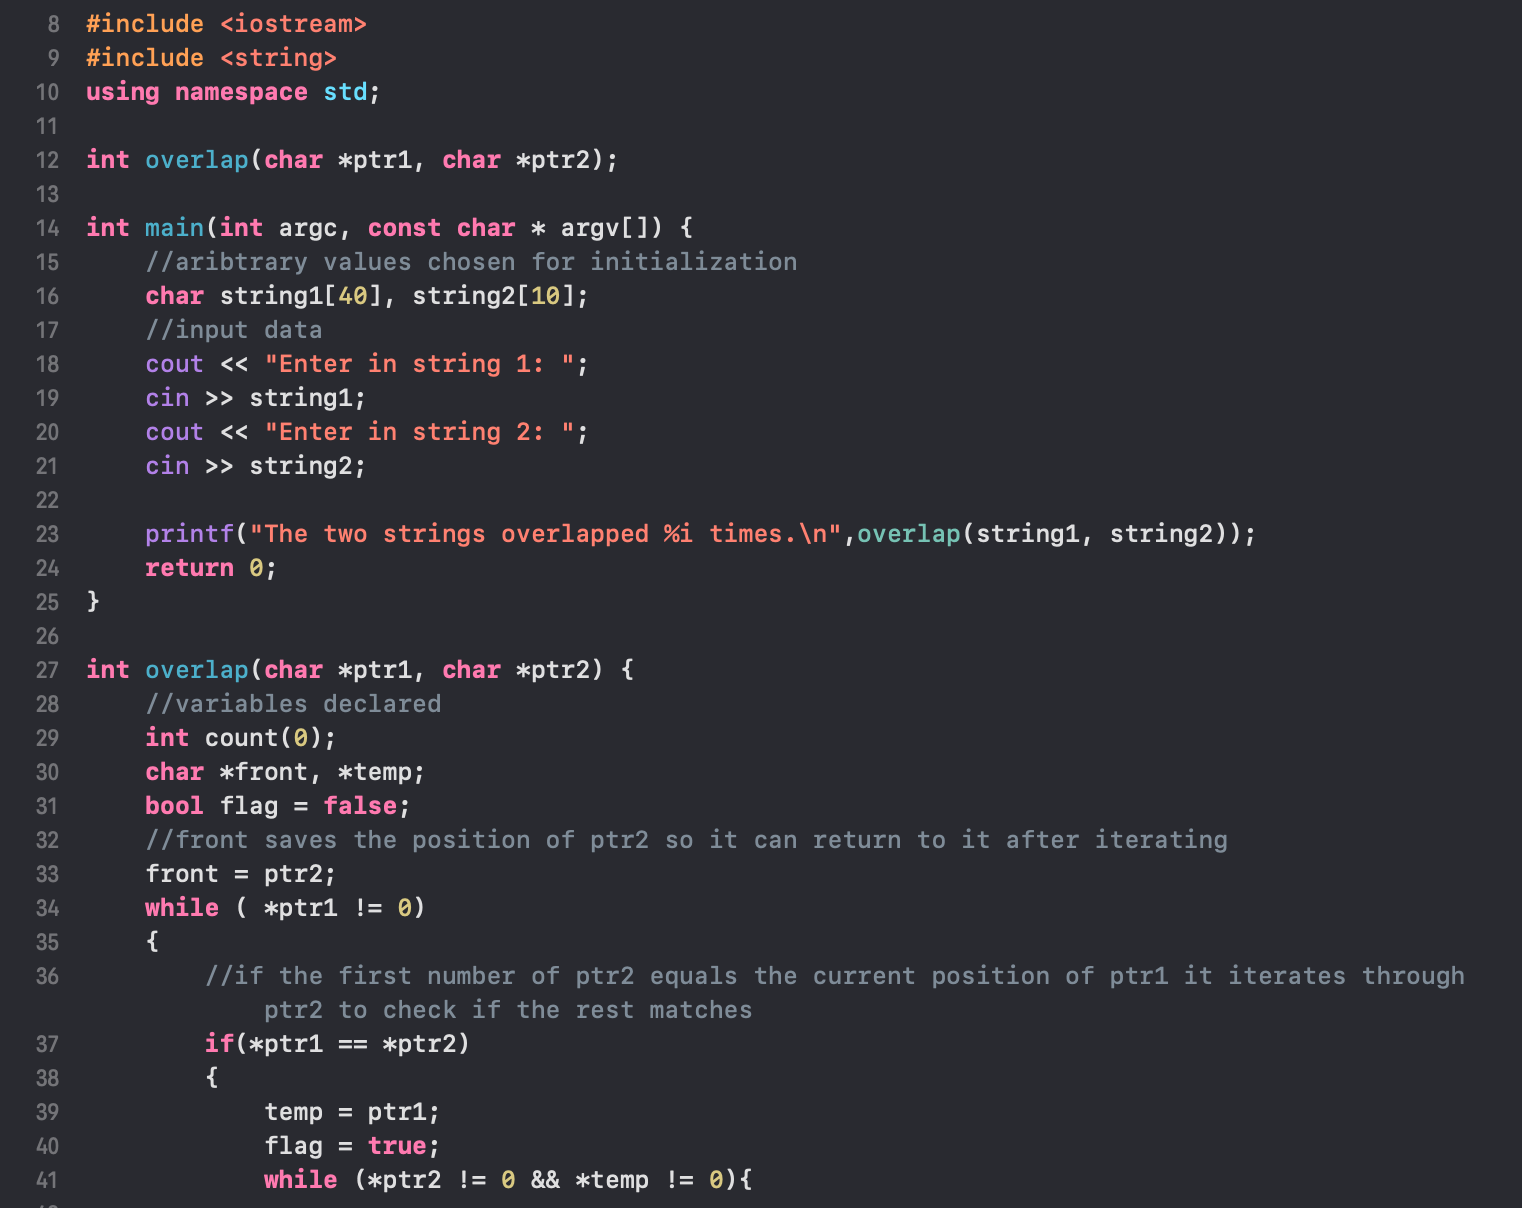 8 #include <iostream>
9 #include <string>
10 using namespace std;
11
12 int overlap(char *ptr1, char *ptr2);
13
14 int main(int argc, const char * argv[]) {
15     //aribtrary values chosen for initialization
16     char string1[40], string2[10];
17     //input data
18     cout << "Enter in string 1: ";
19     cin >> string1;
20     cout << "Enter in string 2: ";
21     cin >> string2;
22
23     printf("The two strings overlapped %i times.\n",overlap(string1, string2));
24     return 0;
25 }
26
27 int overlap(char *ptr1, char *ptr2) {
28     //variables declared
29     int count(0);
30     char *front, *temp;
31     bool flag = false;
32     //front saves the position of ptr2 so it can return to it after iterating
33     front = ptr2;
34     while ( *ptr1 != 0)
35     {
36         //if the first number of ptr2 equals the current position of ptr1 it iterates through
            ptr2 to check if the rest matches
37         if(*ptr1 == *ptr2)
38         {
39             temp = ptr1;
40             flag = true;
41             while (*ptr2 != 0 && *temp != 0){